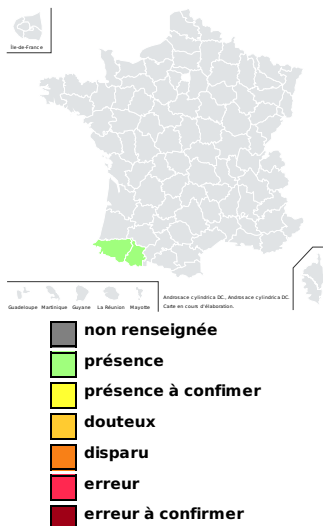 Île-de-France
Guadeloupe Martinique Guyane La Réunion Mayotte
Androsace cylindrica DC., Androsace cylindrica DC.
Carte en cours d'élaboration.
non renseignée
présence
présence à confimer
douteux
disparu
erreur
erreur à confirmer